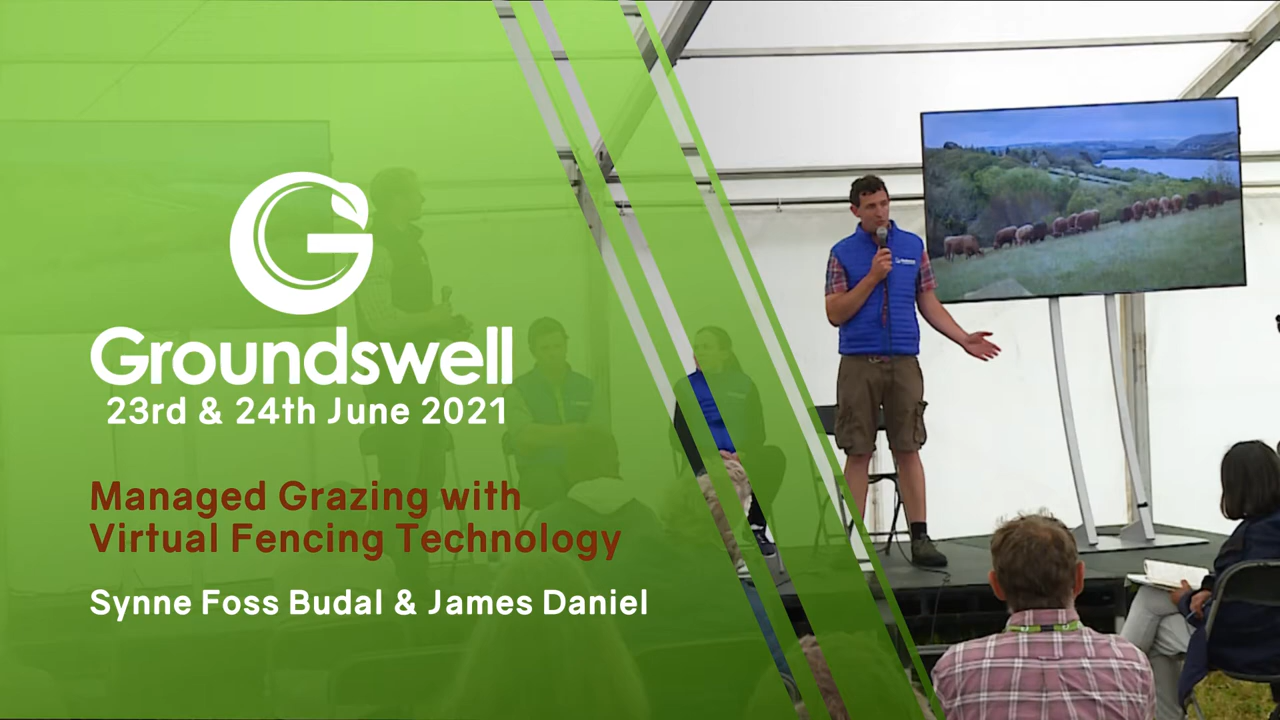 Groundswell
23rd & 24th June 2021
Managed Grazing with
Virtual Fencing Technology
Synne Foss Budal & James Daniel